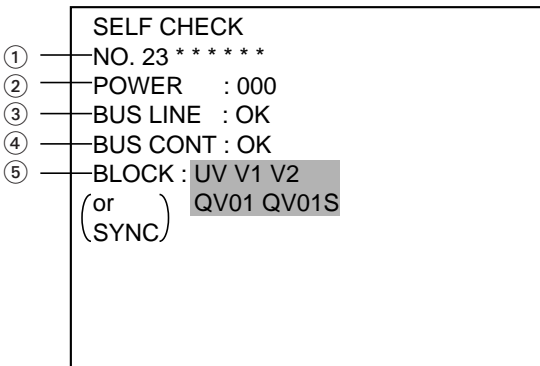 SELF CHECK
① NO. 23 * * * * * *
② POWER : 000
③ BUS LINE : OK
④ BUS CONT : OK
⑤ BLOCK : UV V1 V2
(or QV01 QV01S
SYNC)